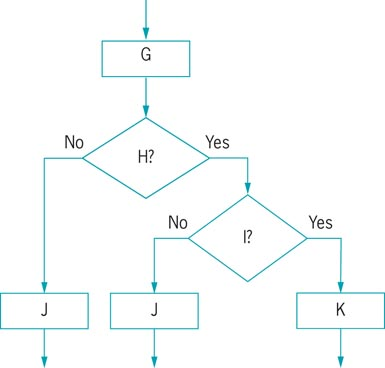 G
No
H?
Yes
No
I?
Yes
J
J
K